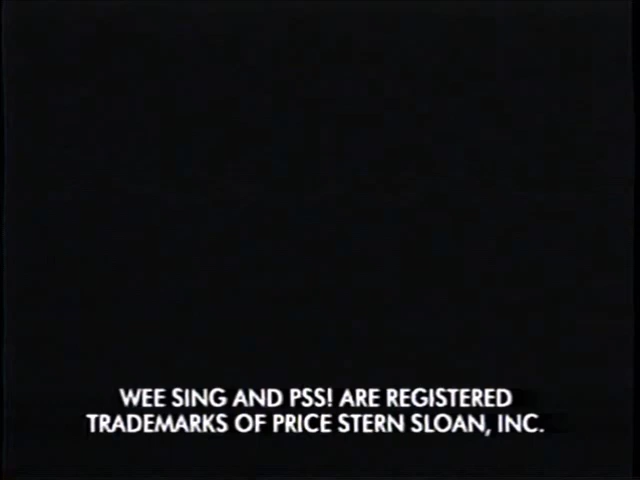 WEE SING AND PSS! ARE REGISTERED
TRADEMARKS OF PRICE STERN SLOAN, INC.